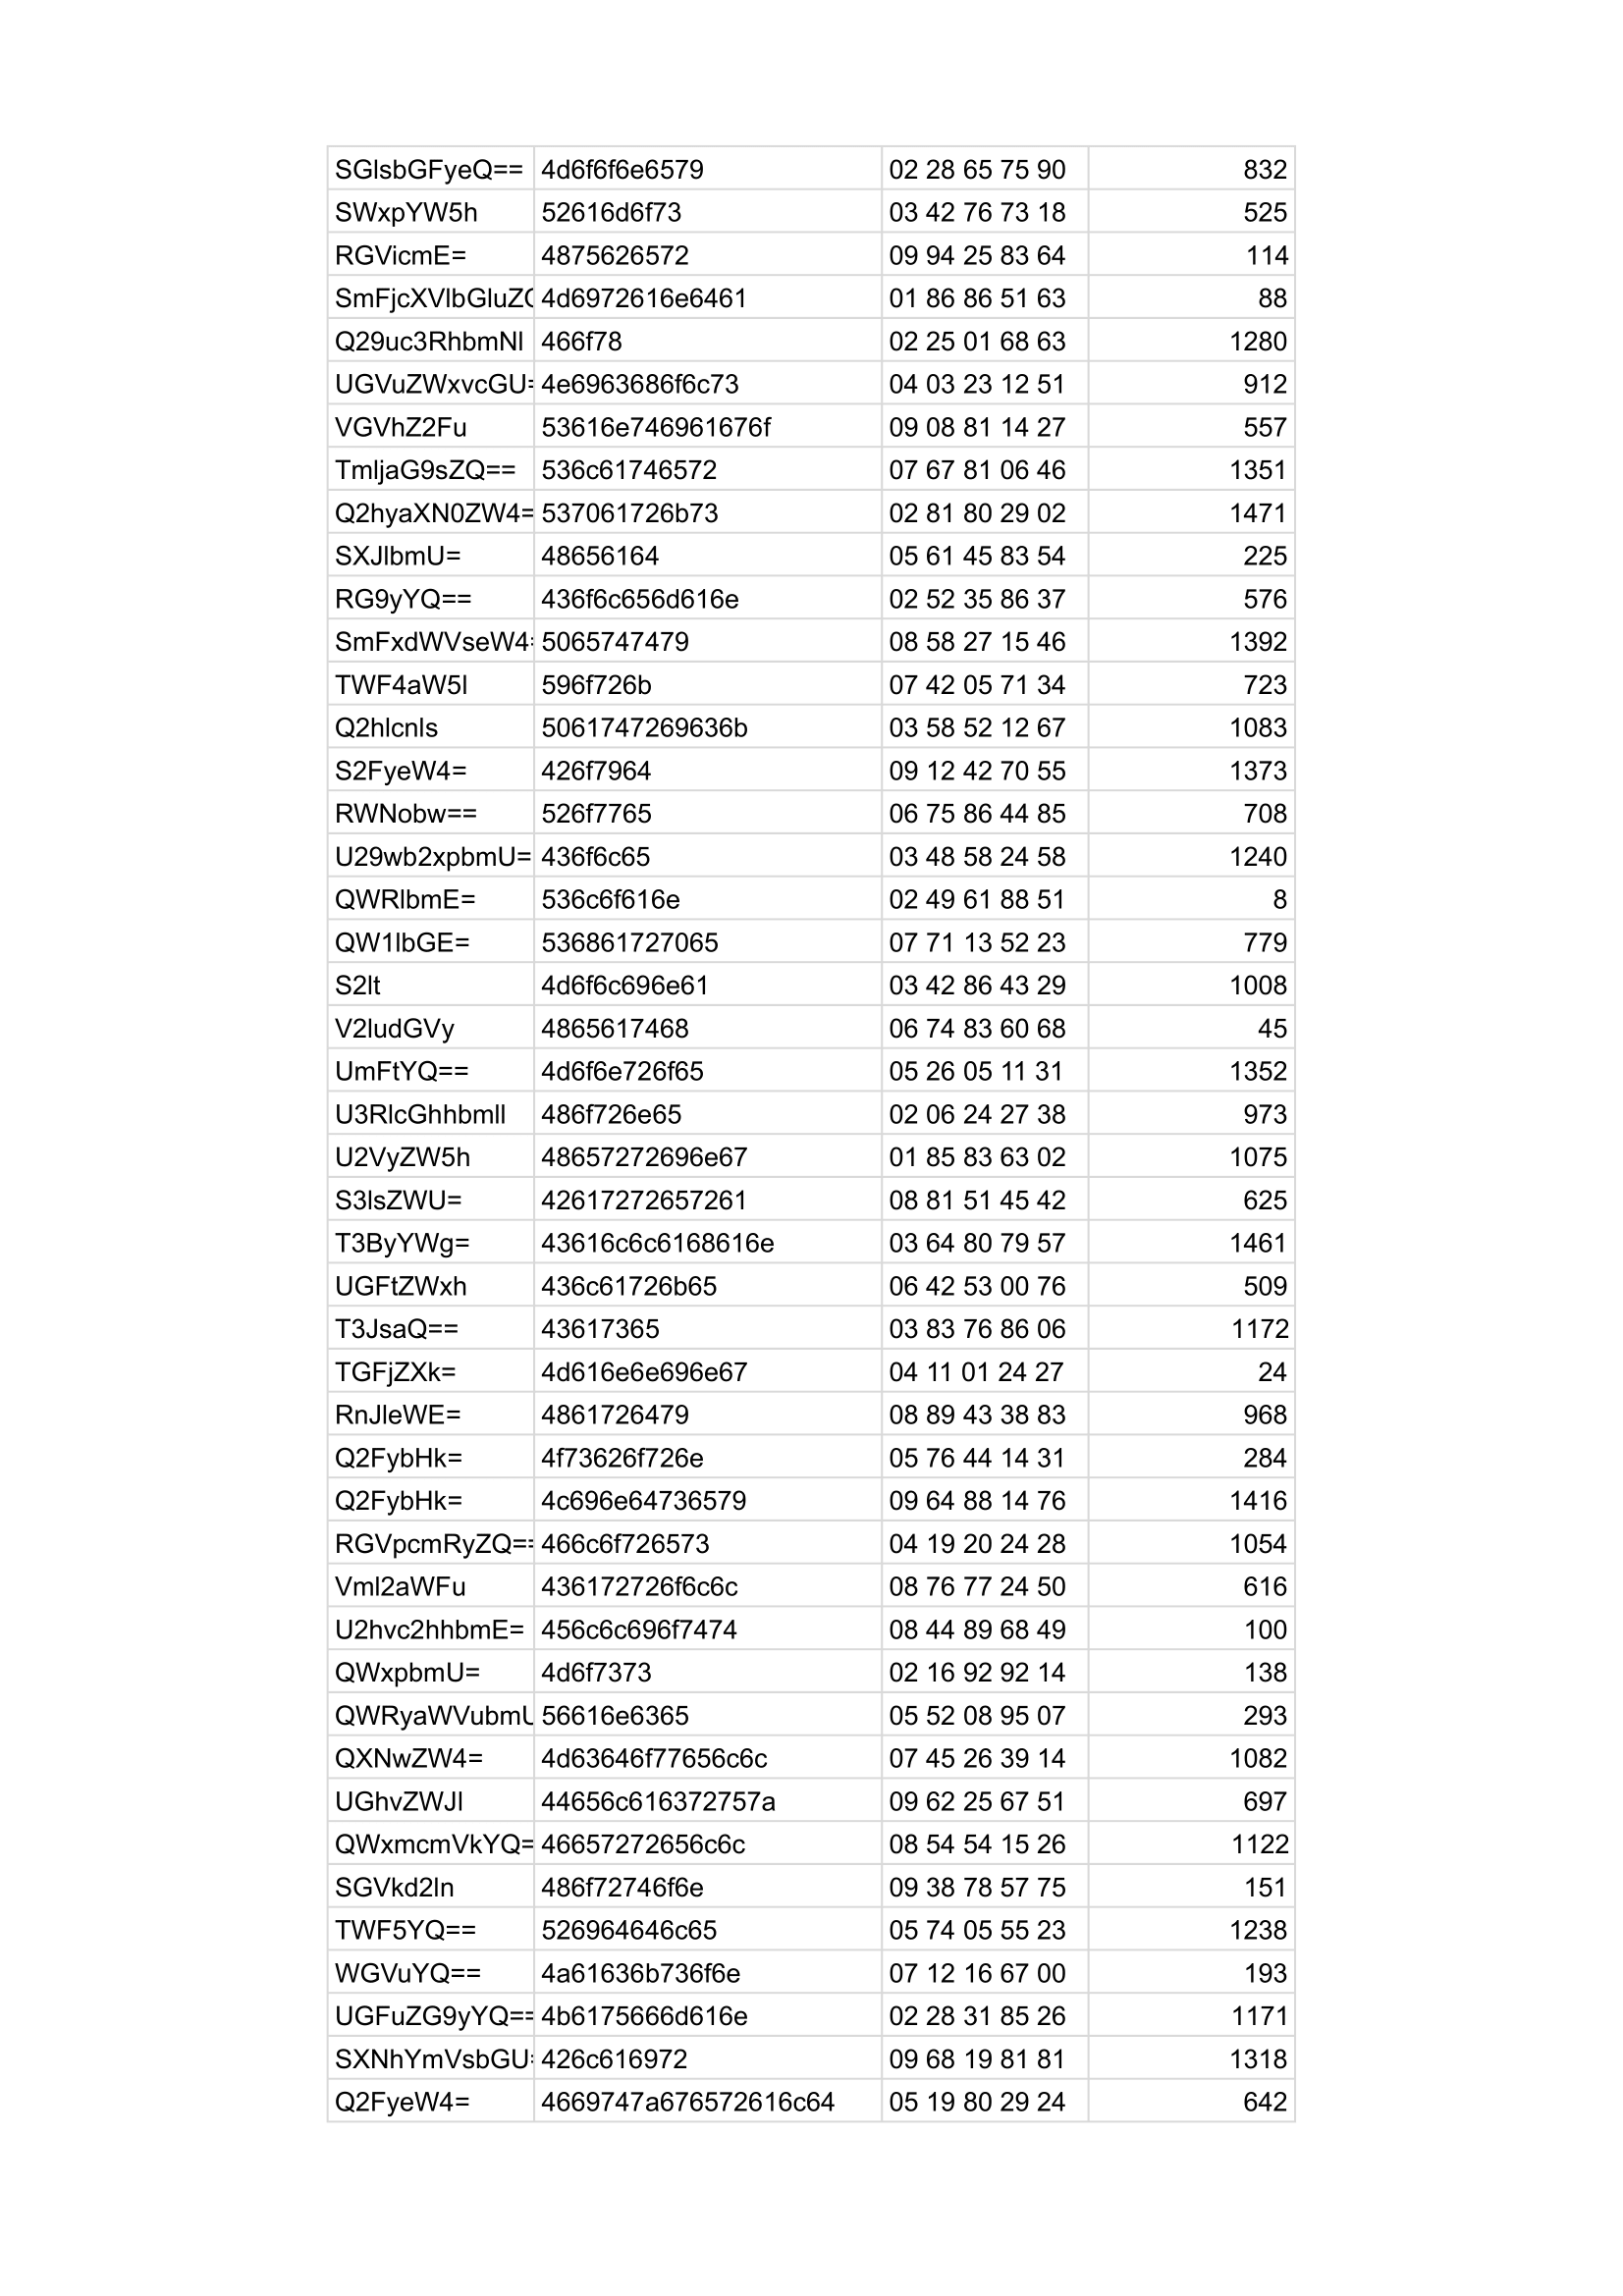 SGlsbGFyeQ== 4d6f6f6e6579 02 28 65 75 90 832
SWxpYW5h 52616d6f73 03 42 76 73 18 525
RGVicmE= 4875626572 09 94 25 83 64 114
SmFjcXVlbGluZQ 4d6972616e6461 01 86 86 51 63 88
Q29uc3RhbmNl 466f78 02 25 01 68 63 1280
UGVuZWxvcGU= 4e6963686f6c73 04 03 23 12 51 912
VGVhZ2Fu 53616e746961676f 09 08 81 14 27 557
TmljaG9sZQ== 536c61746572 07 67 81 06 46 1351
Q2hyaXN0ZW4= 537061726b73 02 81 80 29 02 1471
SXJlbmU= 48656164 05 61 45 83 54 225
RG9yYQ== 436f6c656d616e 02 52 35 86 37 576
SmFxdWVseW4= 5065747479 08 58 27 15 46 1392
TWF4aW5l 596f726b 07 42 05 71 34 723
Q2hlcnls 5061747269636b 03 58 52 12 67 1083
S2FyeW4= 426f7964 09 12 42 70 55 1373
RWNobw== 526f7765 06 75 86 44 85 708
U29wb2xpbmU= 436f6c65 03 48 58 24 58 1240
QWRlbmE= 536c6f616e 02 49 61 88 51 8
QW1lbGE= 536861727065 07 71 13 52 23 779
S2lt 4d6f6c696e61 03 42 86 43 29 1008
V2ludGVy 4865617468 06 74 83 60 68 45
UmFtYQ== 4d6f6e726f65 05 26 05 11 31 1352
U3RlcGhhbmll 486f726e65 02 06 24 27 38 973
U2VyZW5h 48657272696e67 01 85 83 63 02 1075
S3lsZWU= 42617272657261 08 81 51 45 42 625
T3ByYWg= 43616c6c6168616e 03 64 80 79 57 1461
UGFtZWxh 436c61726b65 06 42 53 00 76 509
T3JsaQ== 43617365 03 83 76 86 06 1172
TGFjZXk= 4d616e6e696e67 04 11 01 24 27 24
RnJleWE= 4861726479 08 89 43 38 83 968
Q2FybHk= 4f73626f726e 05 76 44 14 31 284
Q2FybHk= 4c696e64736579 09 64 88 14 76 1416
RGVpcmRyZQ== 466c6f726573 04 19 20 24 28 1054
Vml2aWFu 436172726f6c6c 08 76 77 24 50 616
U2hvc2hhbmE= 456c6c696f7474 08 44 89 68 49 100
QWxpbmU= 4d6f7373 02 16 92 92 14 138
QWRyaWVubmU 56616e6365 05 52 08 95 07 293
QXNwZW4= 4d63646f77656c6c 07 45 26 39 14 1082
UGhvZWJl 44656c616372757a 09 62 25 67 51 697
QWxmcmVkYQ= 46657272656c6c 08 54 54 15 26 1122
SGVkd2ln 486f72746f6e 09 38 78 57 75 151
TWF5YQ== 526964646c65 05 74 05 55 23 1238
WGVuYQ== 4a61636b736f6e 07 12 16 67 00 193
UGFuZG9yYQ== 4b6175666d616e 02 28 31 85 26 1171
SXNhYmVsbGU= 426c616972 09 68 19 81 81 1318
Q2FyeW4= 4669747a676572616c64 05 19 80 29 24 642